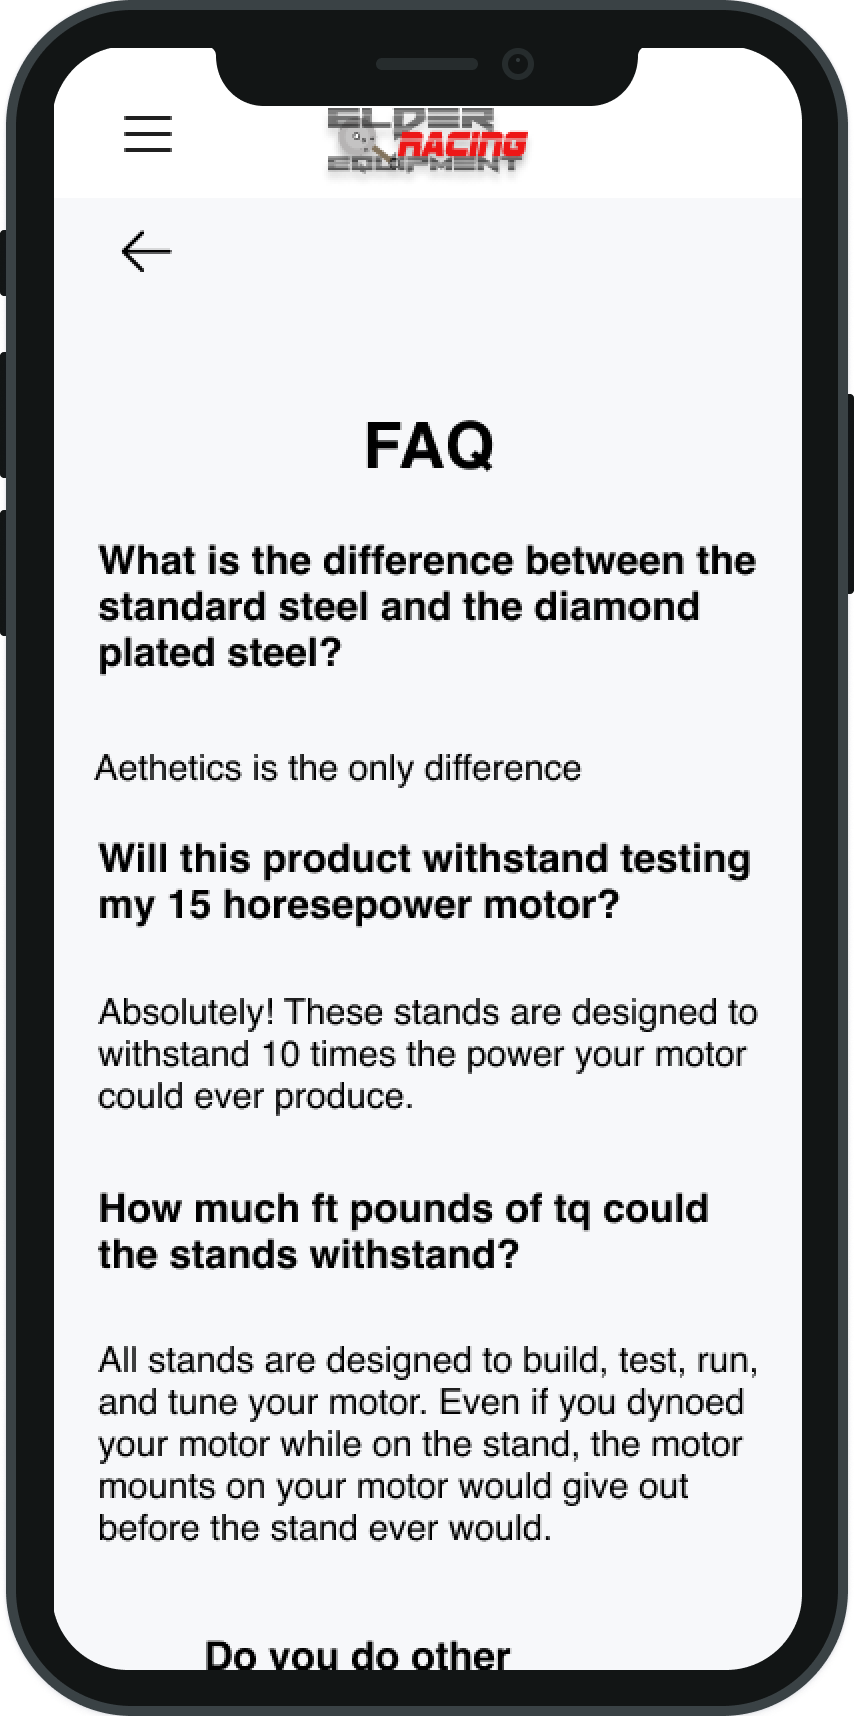 ELDER
RACING
EQUIPMENT
FAQ
What is the difference between the
standard steel and the diamond
plated steel?
Aethetics is the only difference
Will this product withstand testing
my 15 horesepower motor?
Absolutely! These stands are designed to
withstand 10 times the power your motor
could ever produce.
How much ft pounds of tq could
the stands withstand?
All stands are designed to build, test, run,
and tune your motor. Even if you dynoed
your motor while on the stand, the motor
mounts on your motor would give out
before the stand ever would.
Do you do other